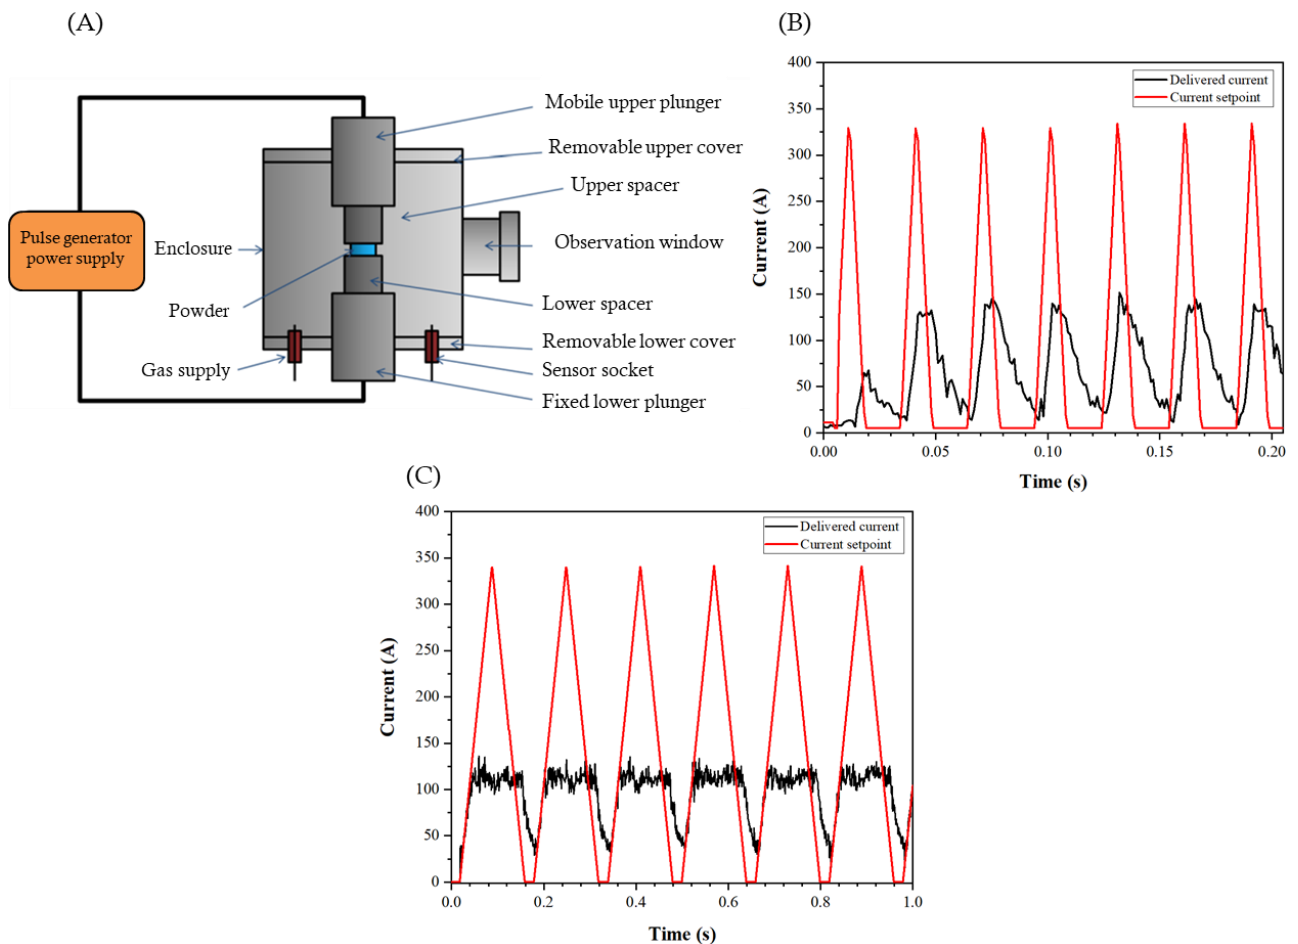 (A)
Mobile upper plunger
Removable upper cover
Upper spacer
Pulse generator
power supply
Enclosure
Observation window
Powder
Lower spacer
Removable lower cover
Gas supply
Sensor socket
Fixed lower plunger
(B)
400
350
300
250
200
150
100
50
0
Current (A)
Delivered current
Current setpoint
0.00
0.05
0.10
0.15
0.20
Time (s)
(C)
400
350
300
250
200
150
100
50
0
Current (A)
Delivered current
Current setpoint
0.0
0.2
0.4
0.6
0.8
1.0
Time (s)